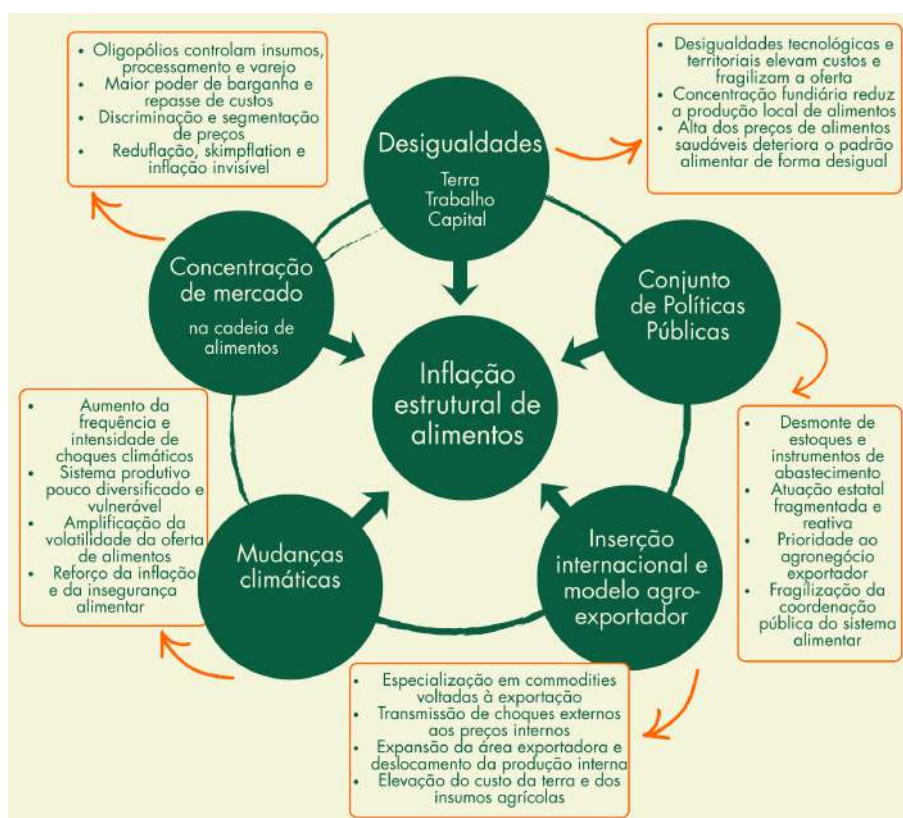 • Oligopólios controlam insumos,
processamento e varejo
• Maior poder de barganha e
repasse de custos
• Discriminação e segmentação
de preços
• Reduflação, skimpflation e
inflação invisível
• Desigualdades tecnológicas e
territoriais elevam custos e
fragilizam a oferta
• Concentração fundiária reduz
a produção local de alimentos
• Alta dos preços de alimentos
saudáveis deteriora o padrão
alimentar de forma desigual
Desigualdades
Terra
Trabalho
Capital
Concentração
de mercado
na cadeia de
alimentos
Conjunto
de Políticas
Públicas
Inflação
estrutural de
alimentos
• Aumento da
frequência e
intensidade de
choques climáticos
• Sistema produtivo
pouco diversificado e
vulnerável
• Amplificação da
volatilidade da oferta
de alimentos
• Reforço da inflação
e da insegurança
alimentar
• Desmonte de
estoques e
instrumentos de
abastecimento
• Atuação estatal
fragmentada e
reativa
• Prioridade ao
agronegócio
exportador
• Fragilização da
coordenação
pública do sistema
alimentar
Mudanças
climáticas
Inserção
internacional e
modelo agro-
exportador
• Especialização em commodities
voltadas à exportação
• Transmissão de choques externos
aos preços internos
• Expansão da área exportadora e
deslocamento da produção interna
• Elevação do custo da terra e dos
insumos agrícolas